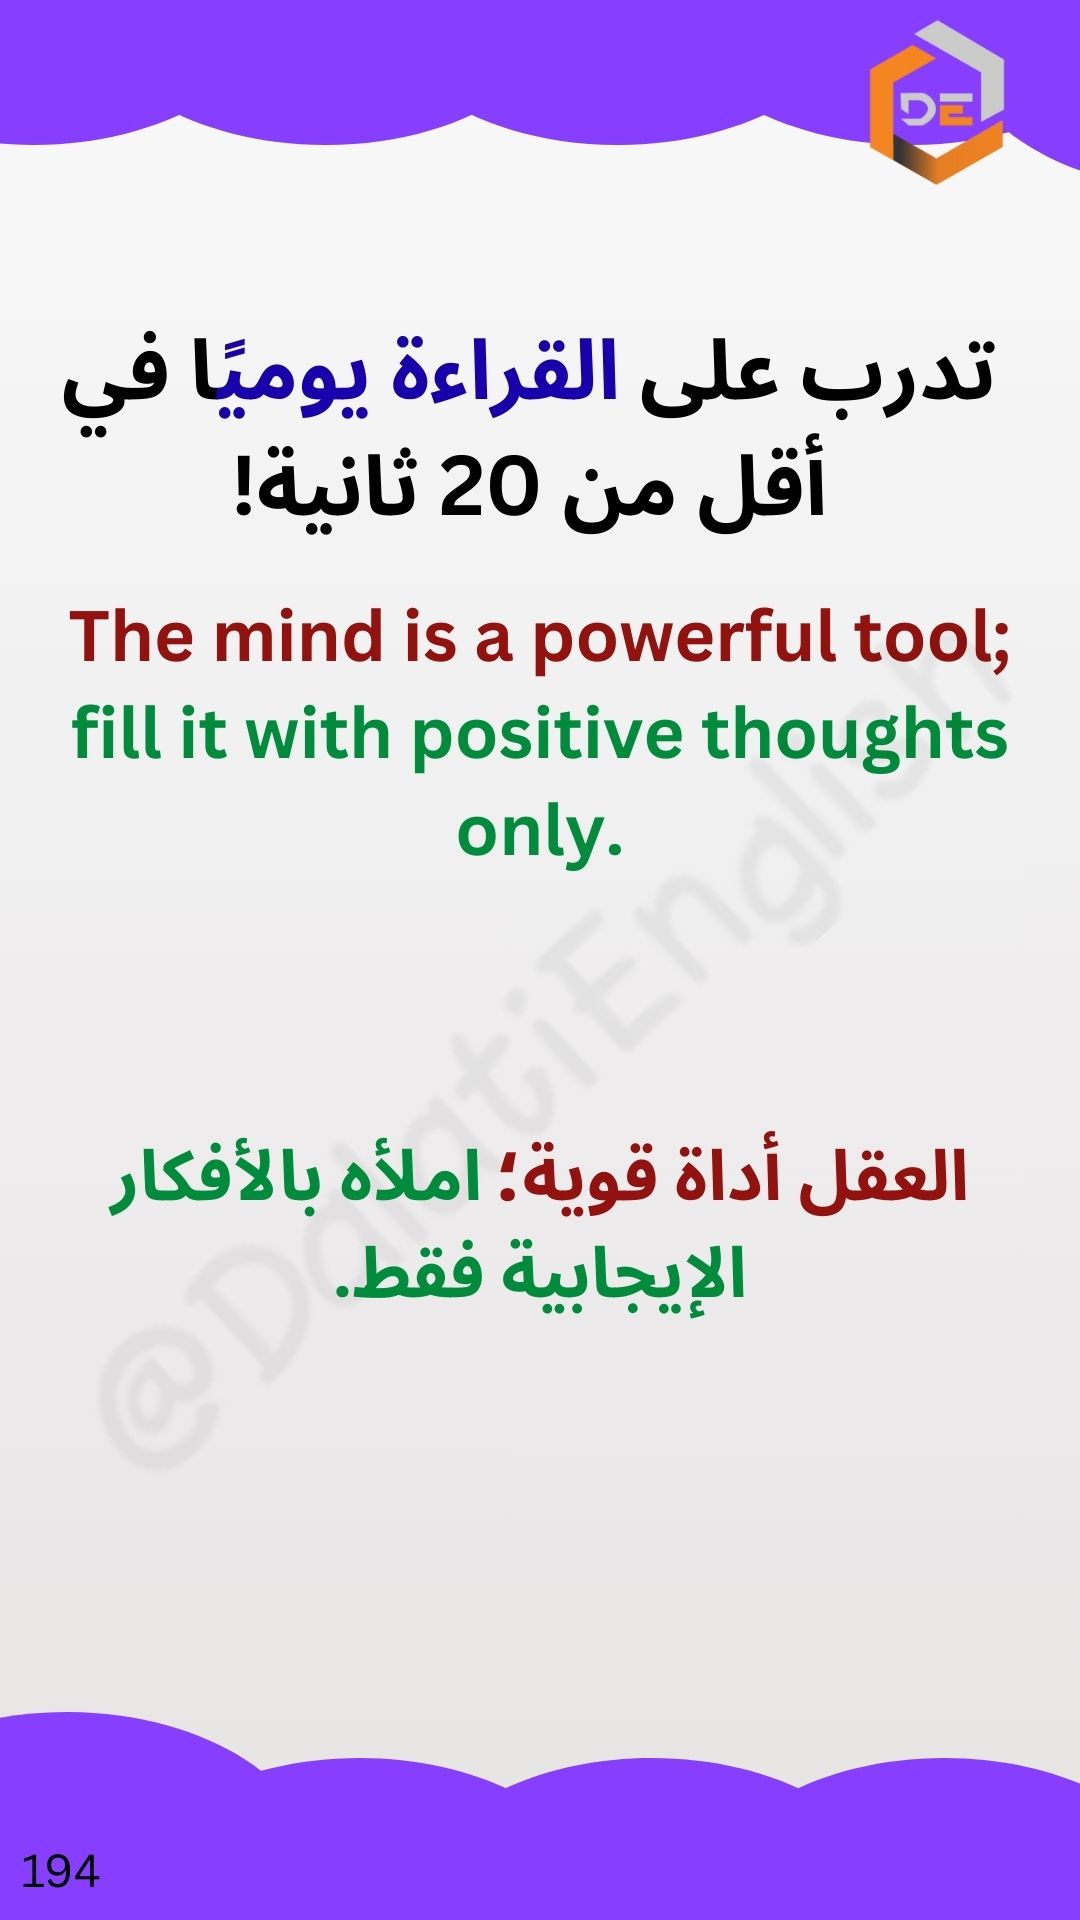 DE
تدرب على القراءة يوميًا في
أقل من 20 ثانية!
The mind is a powerful tool;
fill it with positive thoughts
only.
@DalatiEnglish
العقل أداة قوية؛ املأه بالأفكار
الإيجابية فقط.
194